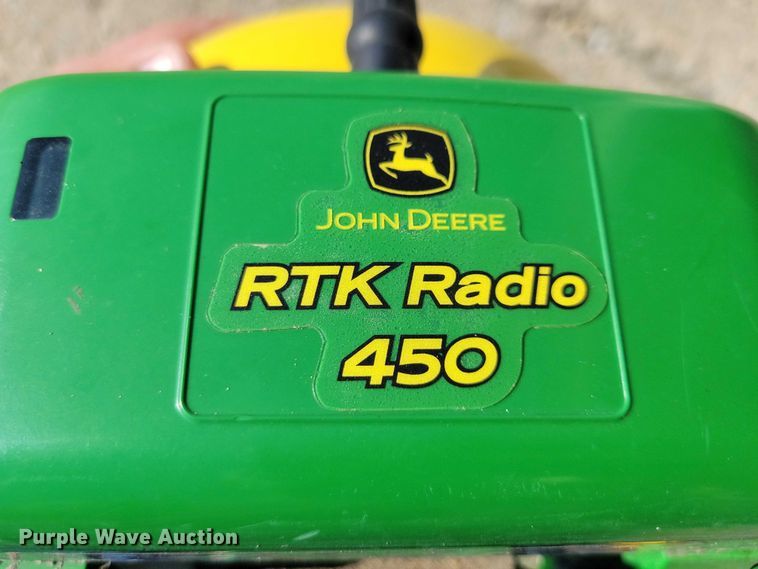 JOHN DEERE
RTK Radio
450
Purple Wave Auction